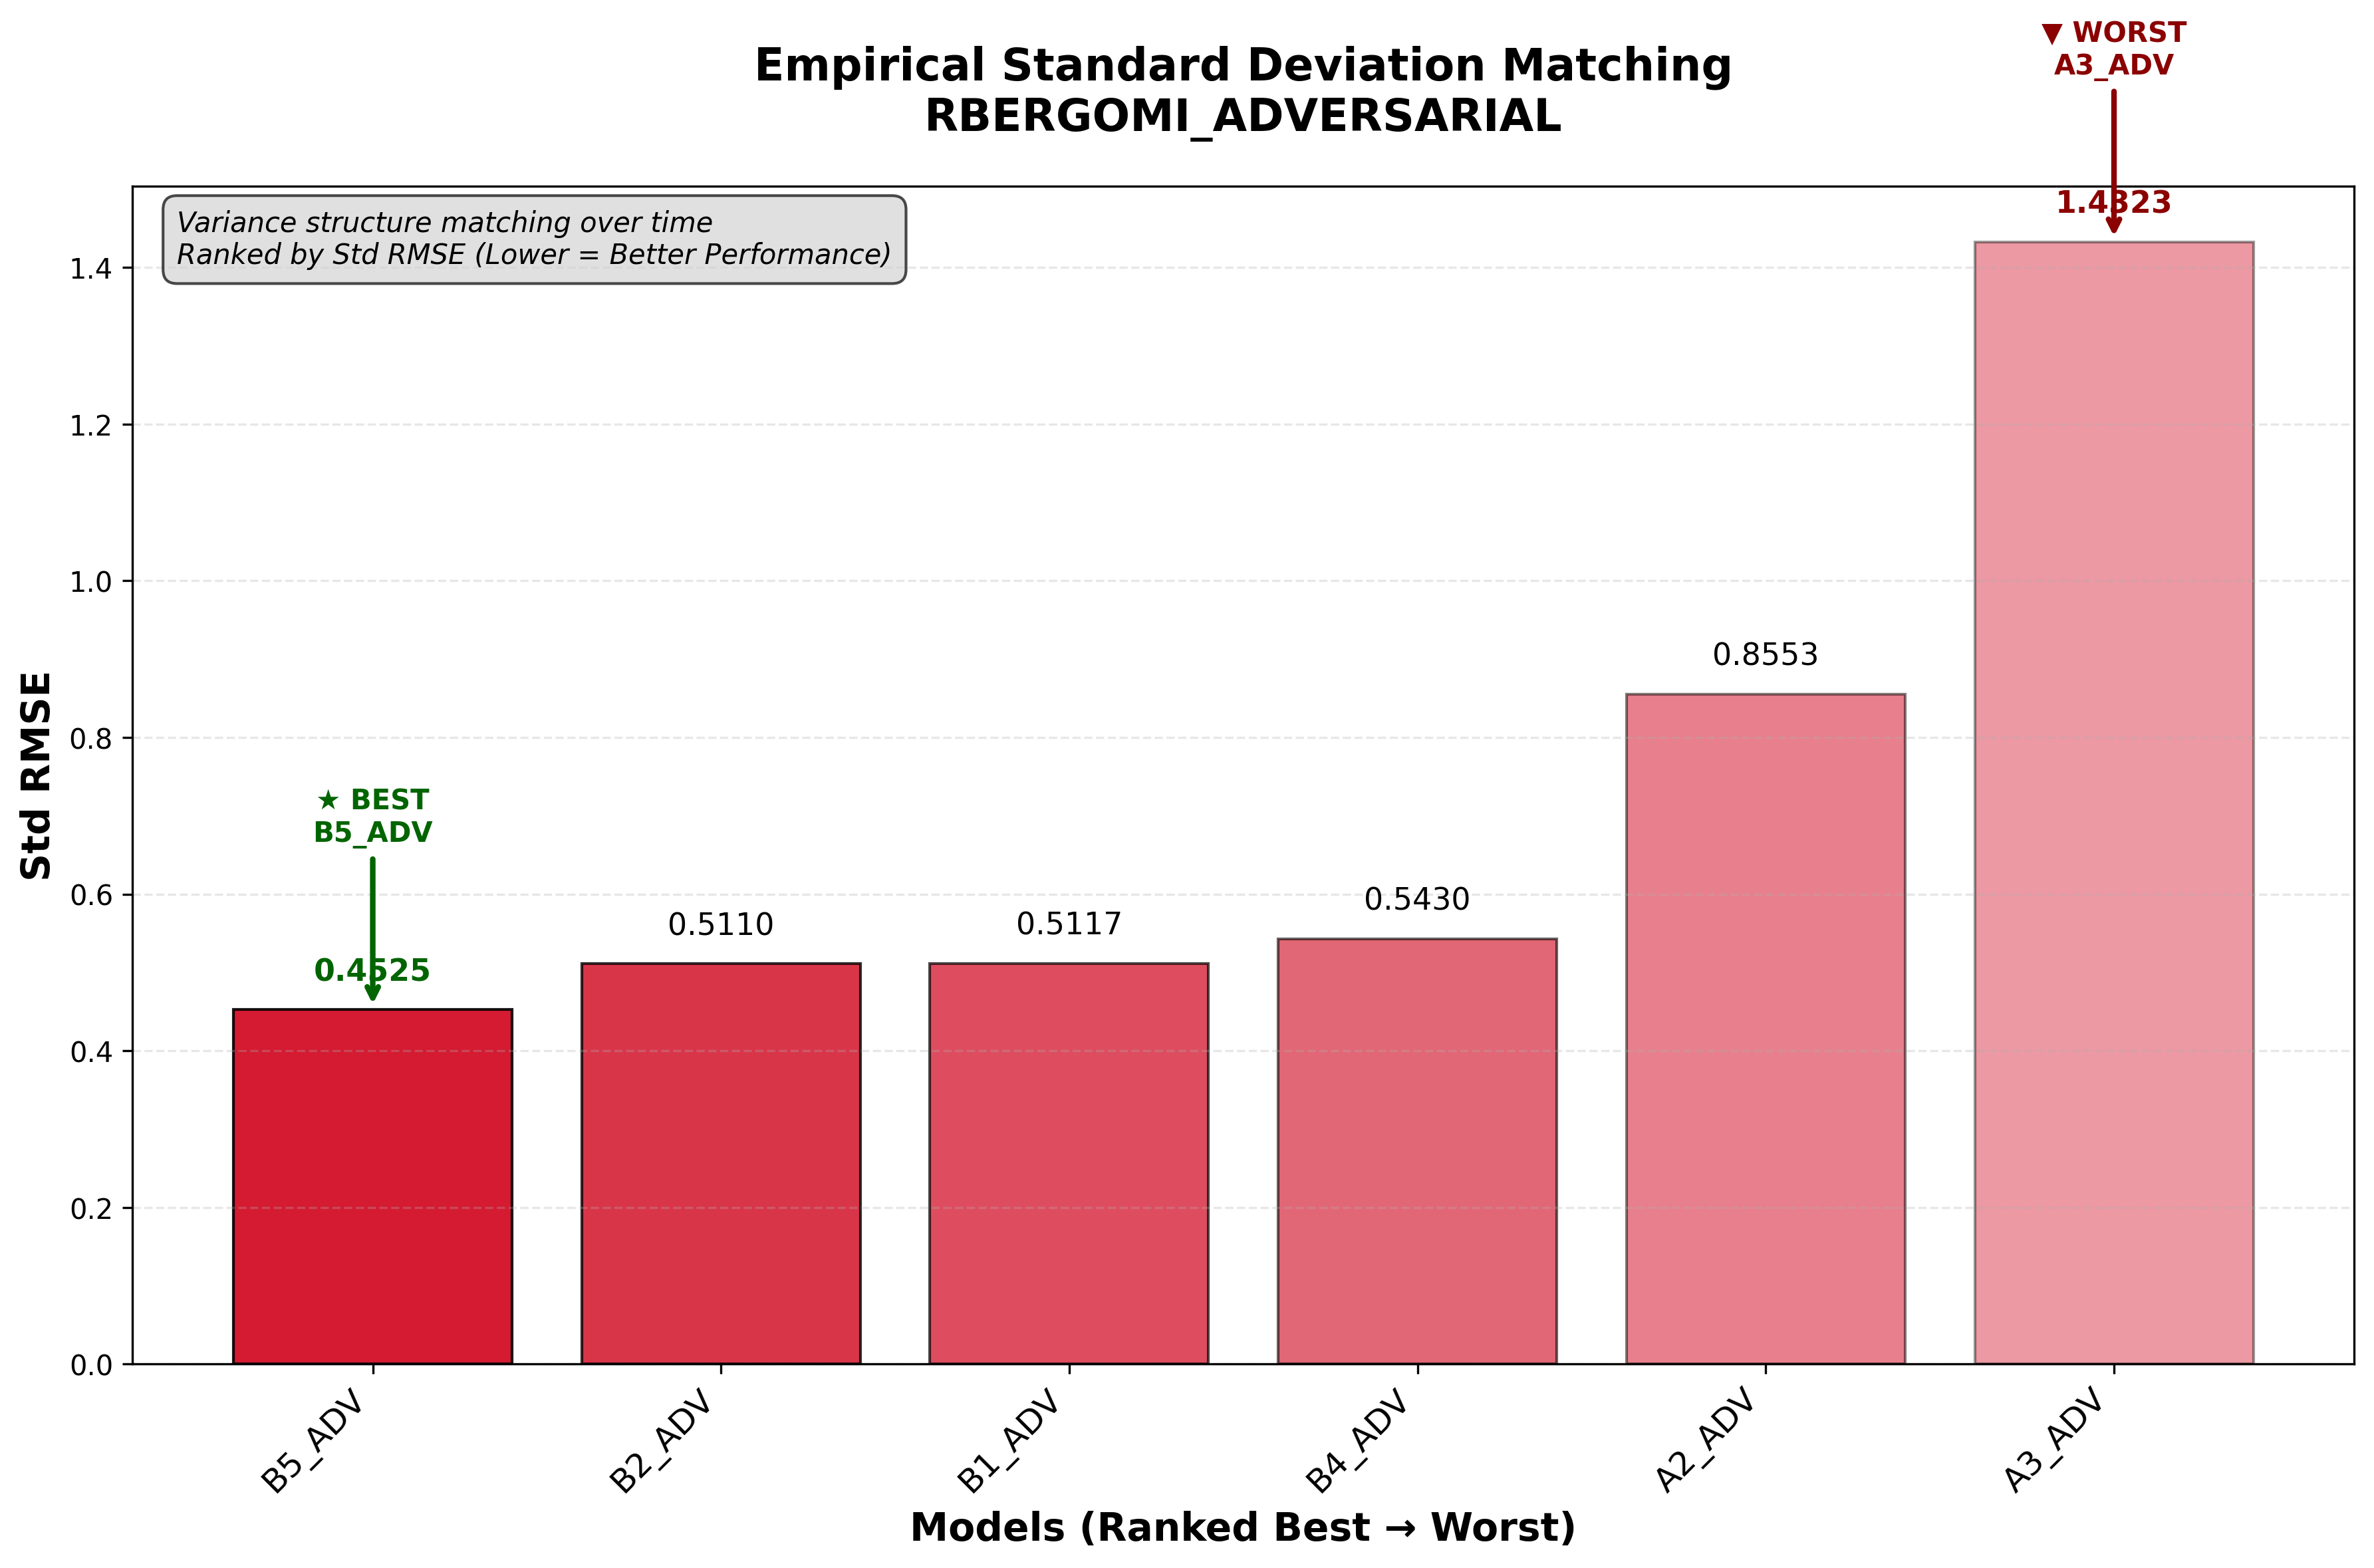 ▼ WORST
A3_ADV
Empirical Standard Deviation Matching
RBERGOMI_ADVERSARIAL
Variance structure matching over time
Ranked by Std RMSE (Lower = Better Performance)
1.4323
1.4
1.2
1.0
0.8
0.6
0.4
0.2
0.0
Std RMSE
★ BEST
B5_ADV
0.4525
0.5110
0.5117
0.5430
0.8553
B5_ADV
B2_ADV
B1_ADV
B4_ADV
A2_ADV
A3_ADV
Models (Ranked Best → Worst)